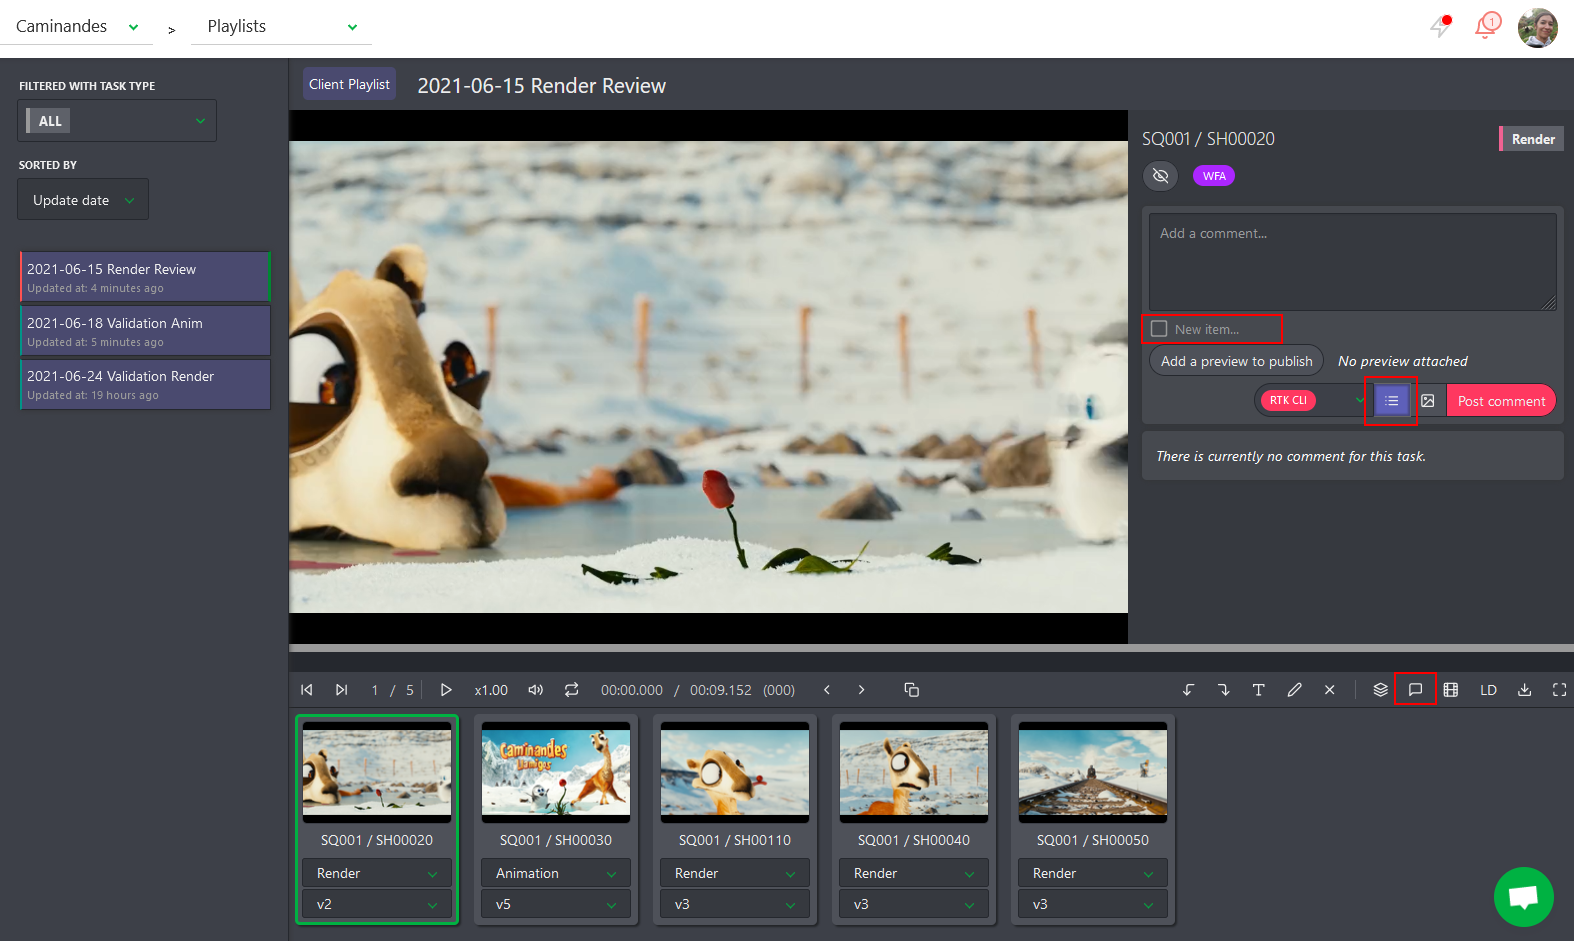 Caminandes > Playlists
1
FILTERED WITH TASK TYPE
ALL
SORTED BY
Update date
2021-06-15 Render Review
Updated at: 4 minutes ago
2021-06-18 Validation Anim
Updated at: 5 minutes ago
2021-06-24 Validation Render
Updated at: 19 hours ago
Client Playlist 2021-06-15 Render Review
SQ001 / SH00020 Render
WFA
Add a comment...
New item...
Add a preview to publish No preview attached
RTK CLI Post comment
There is currently no comment for this task.
1 / 5 x1.00 00:00.000 / 00:09.152 (000) T LD
Caminandes
Llamigos
SQ001 / SH00020 SQ001 / SH00030 SQ001 / SH00110 SQ001 / SH00040 SQ001 / SH00050
Render Animation Render Render Render
v2 v5 v3 v3 v3